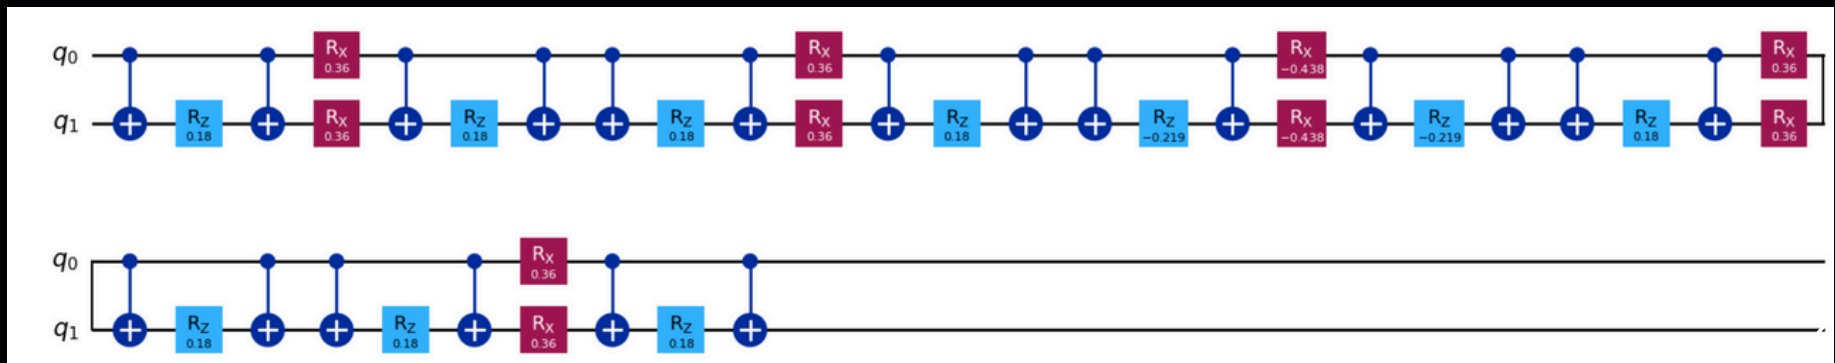 q0 RX 0.36 RX 0.36 RX −0.438 RX 0.36
q1 RZ 0.18 RX 0.36 RZ 0.18 RZ 0.18 RX 0.36 RZ 0.18 RZ −0.219 RX −0.438 RZ −0.219 RZ 0.18 RX 0.36
q0 RX 0.36
q1 RZ 0.18 RZ 0.18 RX 0.36 RZ 0.18